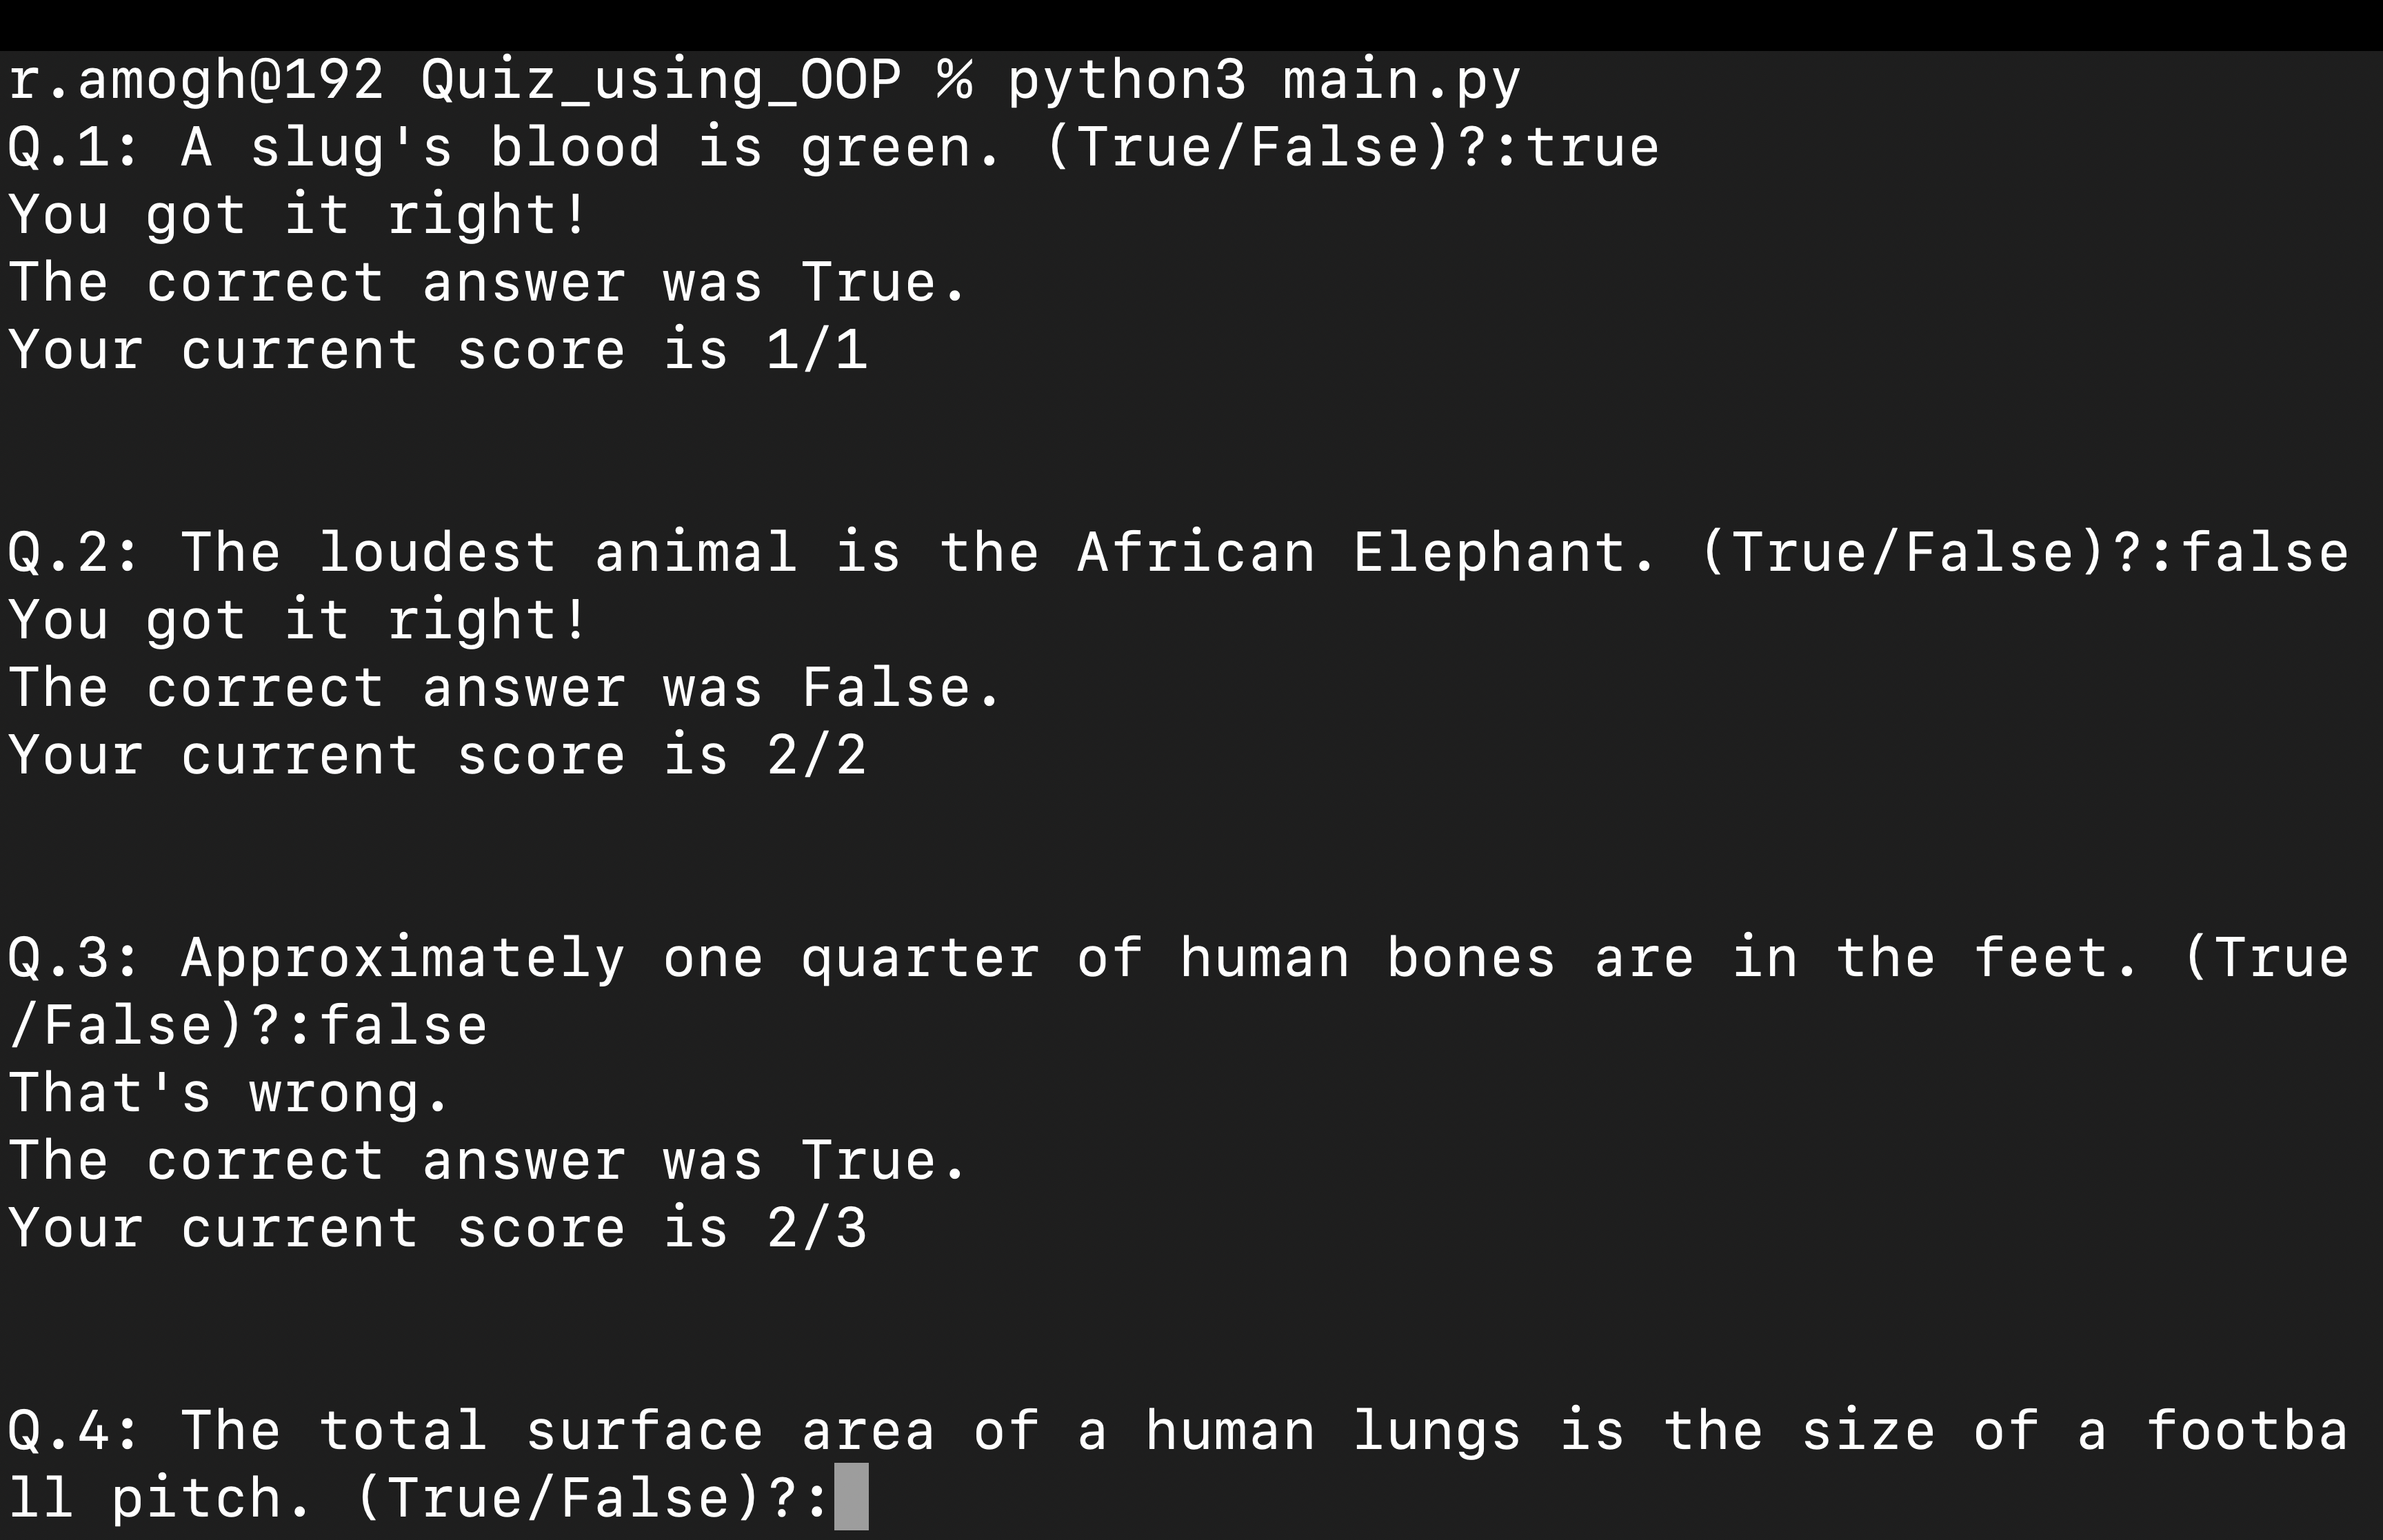 r.amogh@192 Quiz_using_OOP % python3 main.py
Q.1: A slug's blood is green. (True/False)?:true
You got it right!
The correct answer was True.
Your current score is 1/1
Q.2: The loudest animal is the African Elephant. (True/False)?:false
You got it right!
The correct answer was False.
Your current score is 2/2
Q.3: Approximately one quarter of human bones are in the feet. (True
/False)?:false
That's wrong.
The correct answer was True.
Your current score is 2/3
Q.4: The total surface area of a human lungs is the size of a footba
ll pitch. (True/False)?: